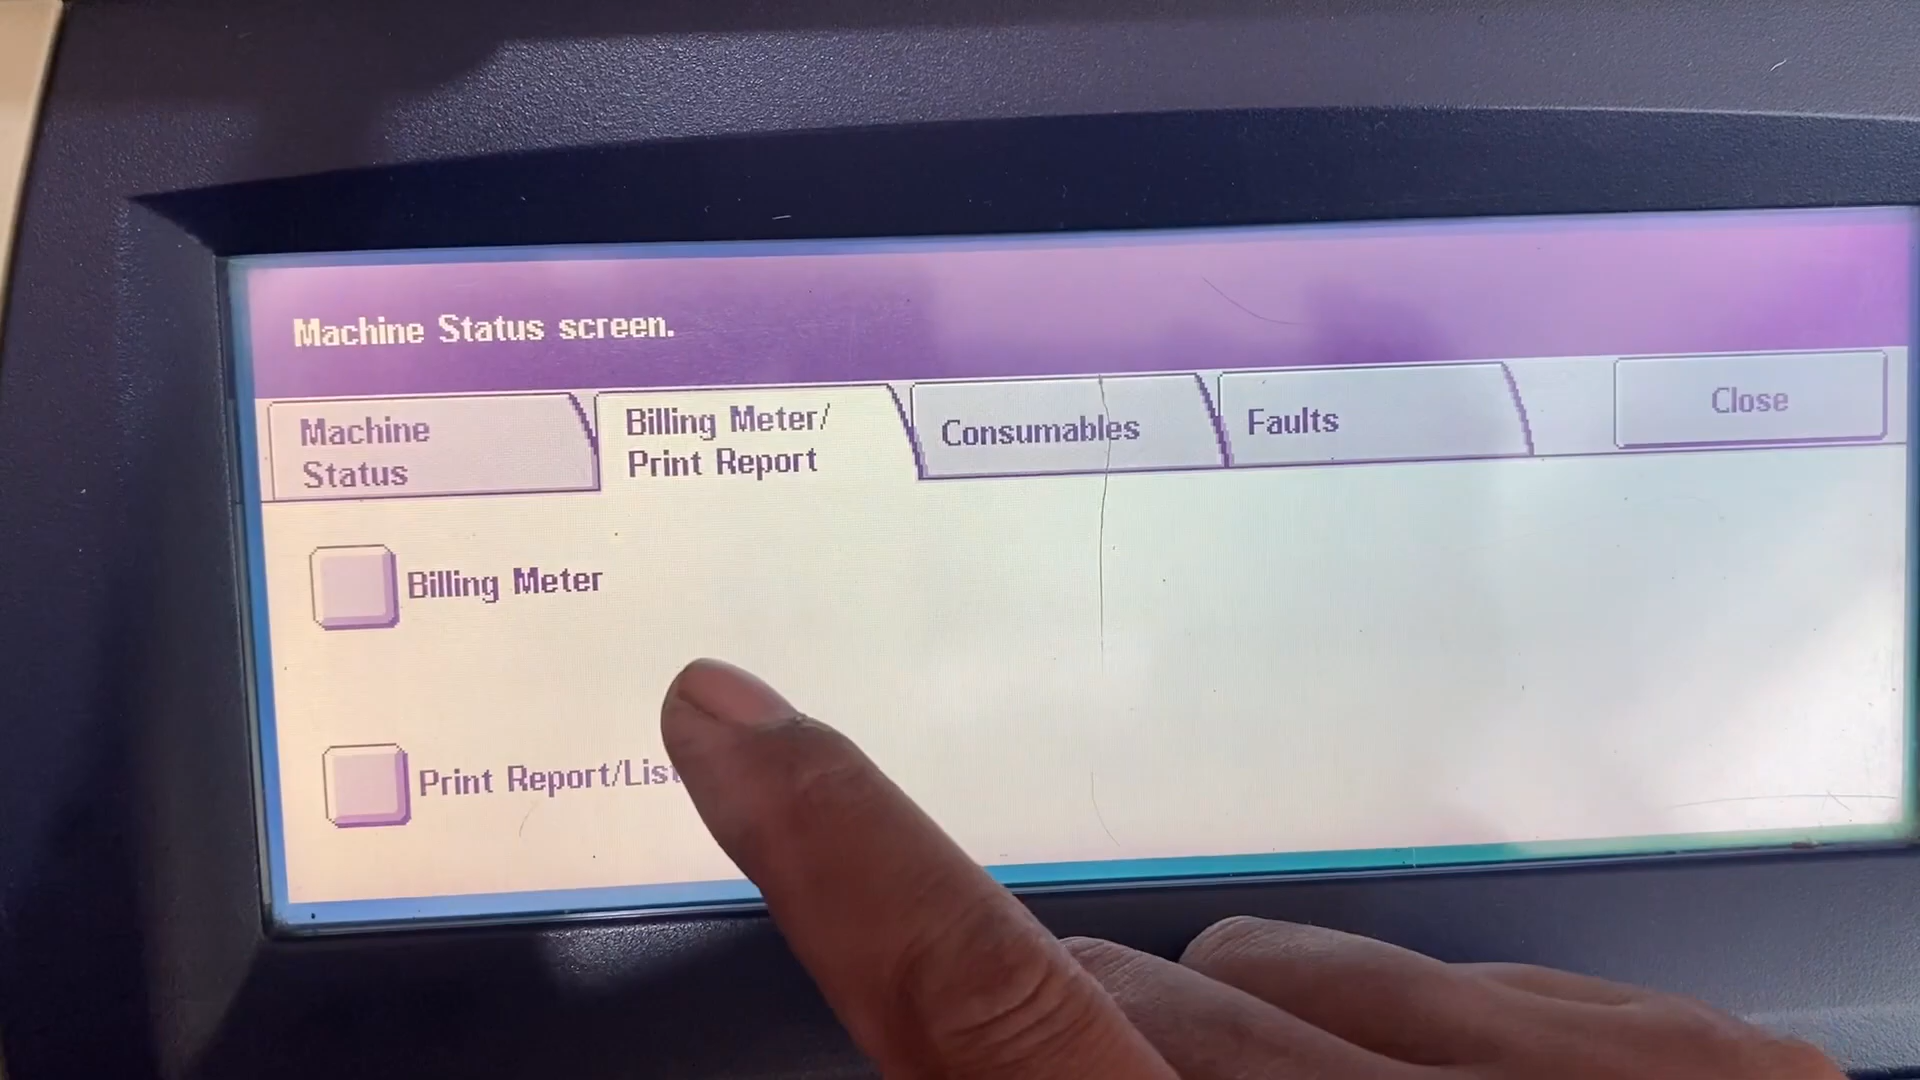 Machine Status screen.
Machine
Status
Billing Meter/
Print Report
Consumables
Faults
Close
Billing Meter
Print Report/List